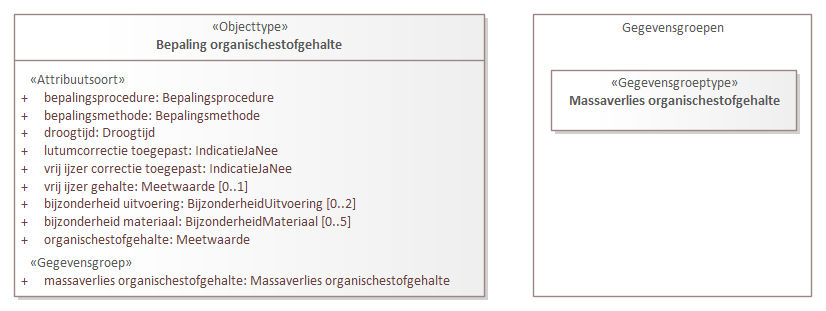 «Objecttype»
Bepaling organischestofgehalte
«Attribuutsoort»
+ bepalingsprocedure: Bepalingsprocedure
+ bepalingsmethode: Bepalingsmethode
+ droogtijd: Droogtijd
+ lutumcorrectie toegepast: IndicatieJaNee
+ vrij ijzer correctie toegepast: IndicatieJaNee
+ vrij ijzer gehalte: Meetwaarde [0..1]
+ bijzonderheid uitvoering: BijzonderheidUitvoering [0..2]
+ bijzonderheid materiaal: BijzonderheidMateriaal [0..5]
+ organischestofgehalte: Meetwaarde
«Gegevensgroep»
+ massaverlies organischestofgehalte: Massaverlies organischestofgehalte
Gegevensgroepen
«Gegevensgroeptype»
Massaverlies organischestofgehalte